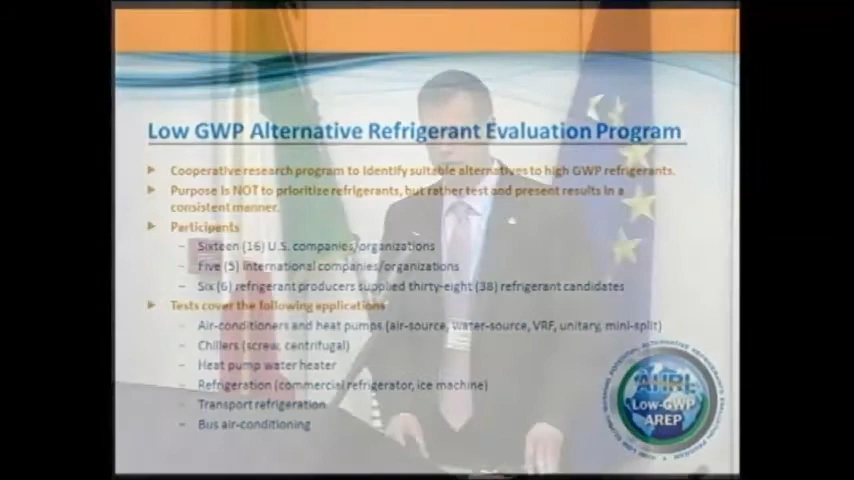 Low GWP Alternative Refrigerant Evaluation Program
Cooperative research program to identify suitable alternatives to high GWP refrigerants.
Purpose is NOT to prioritize refrigerants, but rather test and present results in a
consistent manner.
Participants
– Sixteen (16) U.S. companies/organizations
– Five (5) international companies/organizations
– Six (6) refrigerant producers supplied thirty-eight (38) refrigerant candidates
Tests cover the following applications
– Air-conditioners and heat pumps (air-source, water-source, VRF, unitary, mini-split)
– Chillers (screw, centrifugal)
– Heat pump water heater
– Refrigeration (commercial refrigerator, ice machine)
– Transport refrigeration
– Bus air-conditioning
AHRI
Low-GWP
AREP